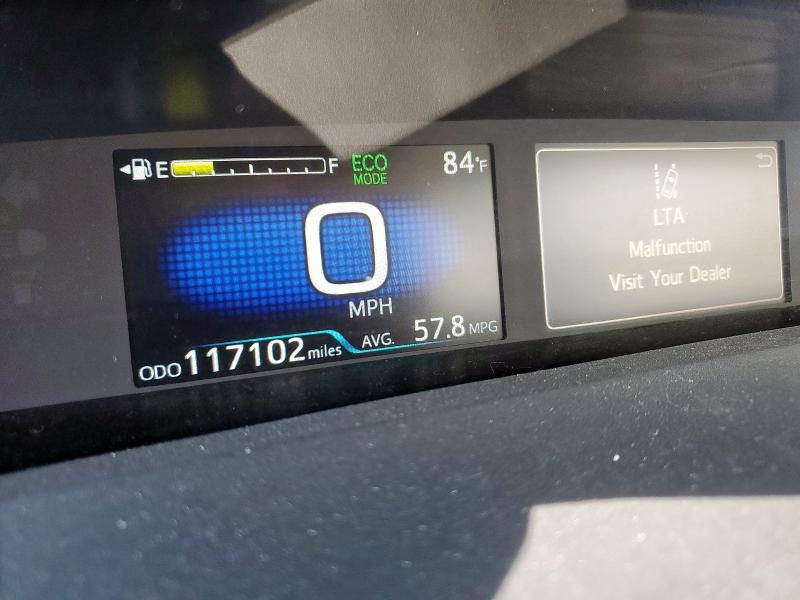 E F ECO MODE 84°F
0
MPH
ODO 117102 miles AVG. 57.8 MPG
LTA
Malfunction
Visit Your Dealer